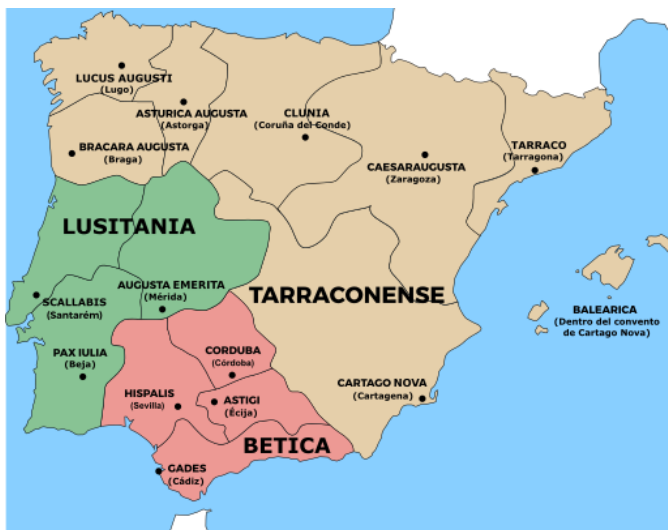 LUCUS AUGUSTI
(Lugo)
ASTURICA AUGUSTA
(Astorga)
CLUNIA
(Coruña del Conde)
BRACARA AUGUSTA
(Braga)
CAESARAUGUSTA
(Zaragoza)
TARRACO
(Tarragona)
LUSITANIA
TARRACONENSE
SCALLABIS
(Santarém)
AUGUSTA EMERITA
(Mérida)
BALEARICA
(Dentro del convento
de Cartago Nova)
PAX IULIA
(Beja)
CORDUBA
(Córdoba)
CARTAGO NOVA
(Cartagena)
HISPALIS
(Sevilla)
ASTIGI
(Écija)
BETICA
GADES
(Cádiz)